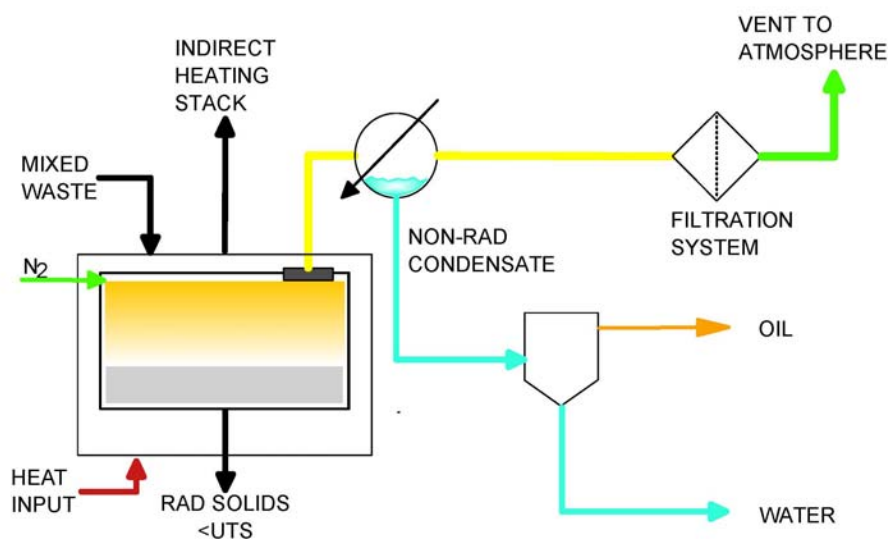 INDIRECT
HEATING
STACK
VENT TO
ATMOSPHERE
MIXED
WASTE
N2
NON-RAD
CONDENSATE
FILTRATION
SYSTEM
OIL
HEAT
INPUT
RAD SOLIDS
<UTS
WATER